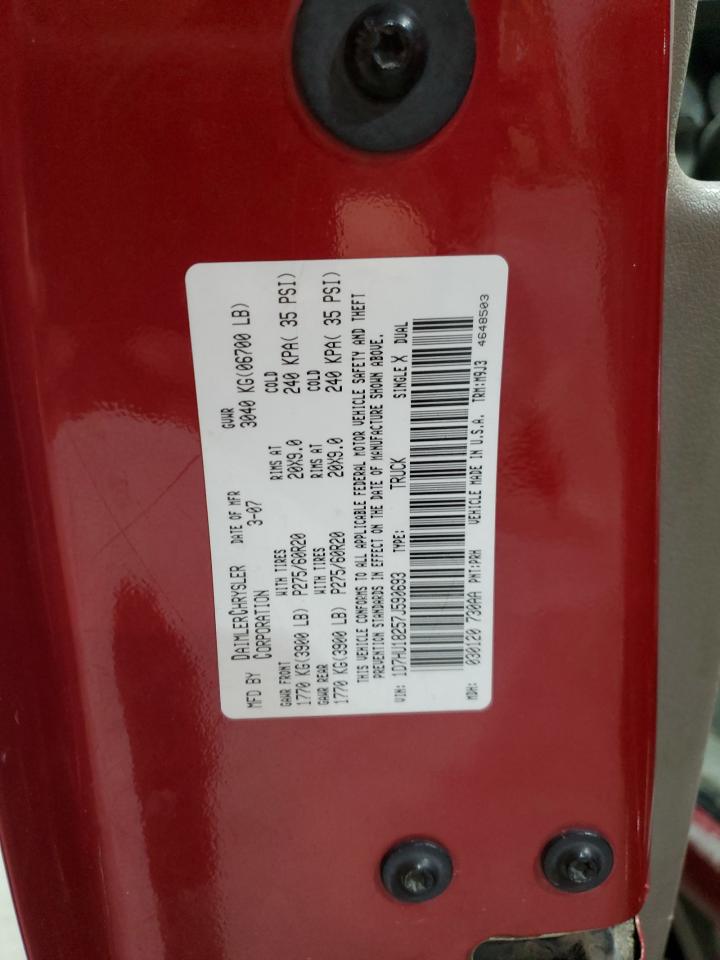 MFD BY DAIMLERCHRYSLER CORPORATION DATE OF MFR 3-07 GVWR 3040 KG(06700 LB)
GAWR FRONT WITH TIRES RIMS AT COLD
1770 KG(3900 LB) P275/60R20 20X9.0 240 KPA( 35 PSI)
GAWR REAR WITH TIRES RIMS AT COLD
1770 KG(3900 LB) P275/60R20 20X9.0 240 KPA( 35 PSI)
THIS VEHICLE CONFORMS TO ALL APPLICABLE FEDERAL MOTOR VEHICLE SAFETY AND THEFT
PREVENTION STANDARDS IN EFFECT ON THE DATE OF MANUFACTURE SHOWN ABOVE.
VIN: 1D7HU18257J590693 TYPE: TRUCK SINGLE X DUAL
MDH: 030120 730AA PNT:PRH VEHICLE MADE IN U.S.A. TRM:M9J3 4648503